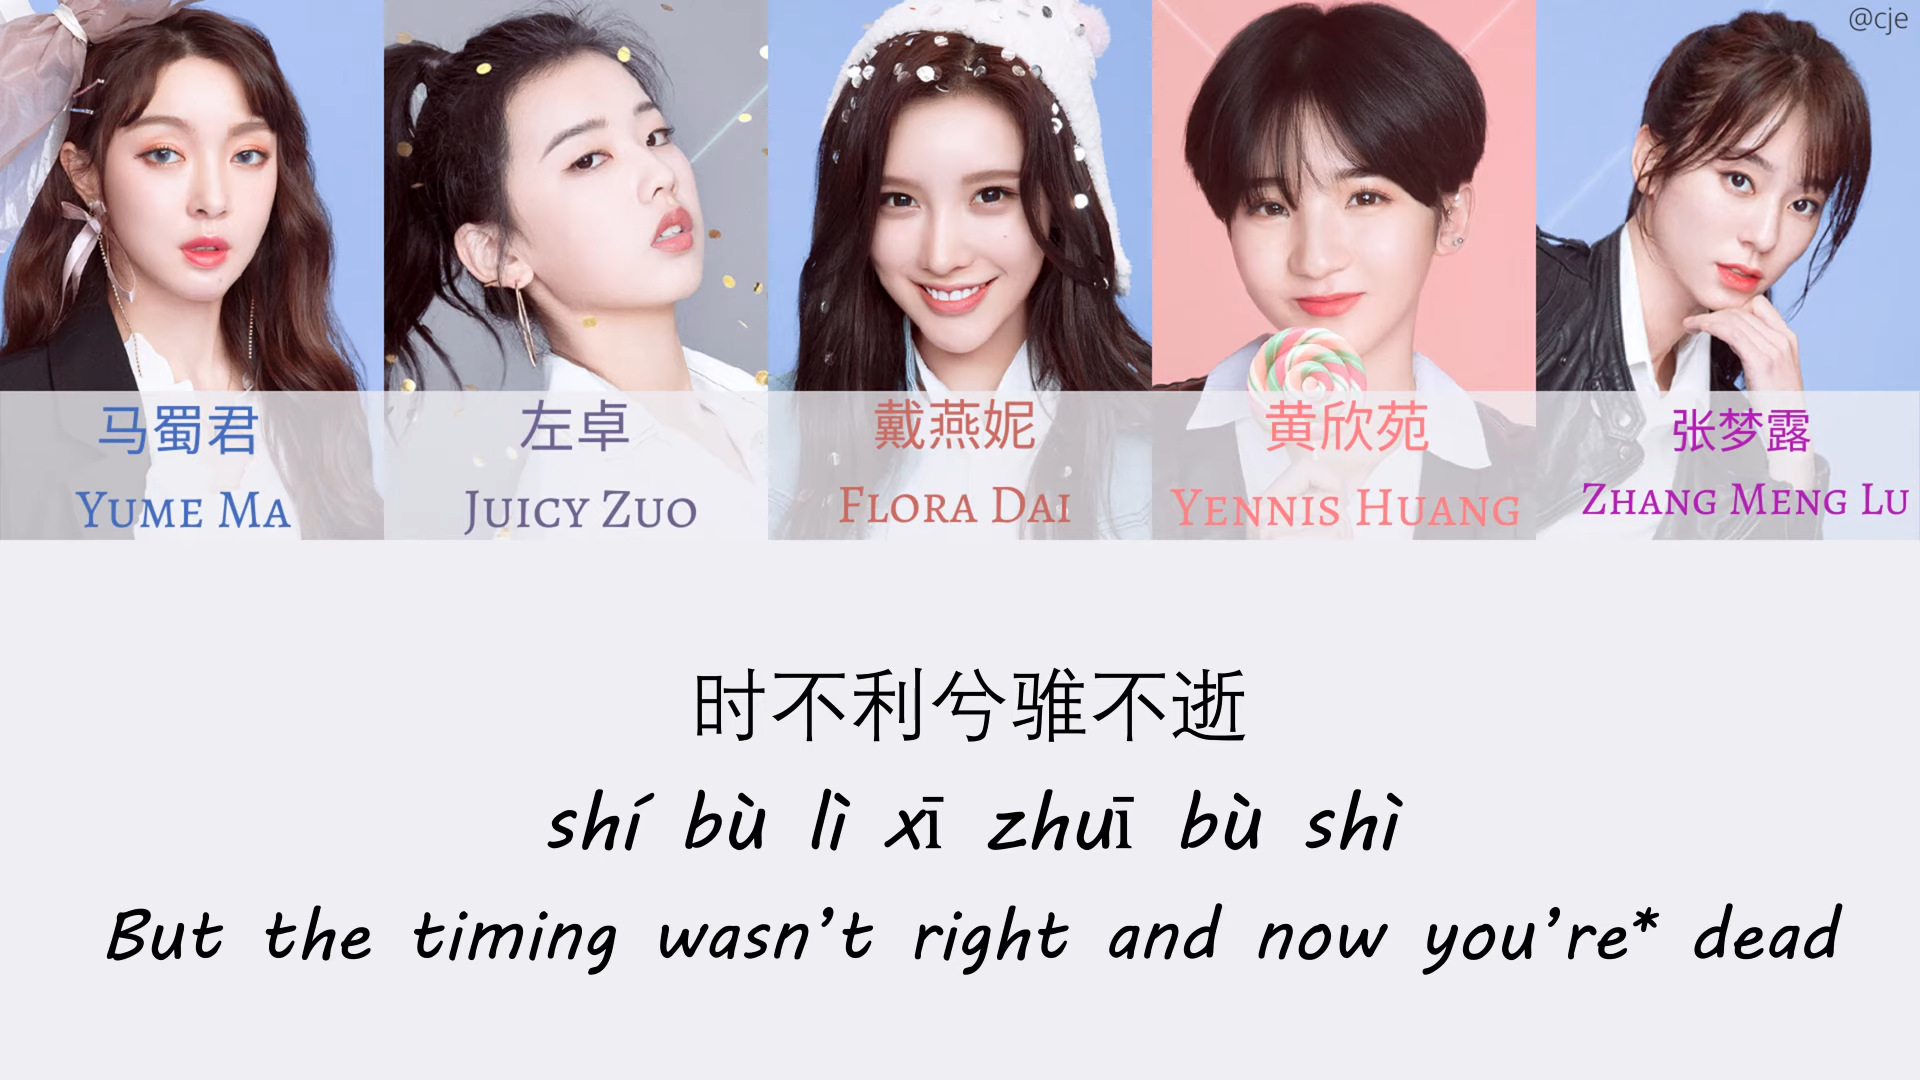 @cje
马蜀君
Yume Ma
左卓
Juicy Zuo
戴燕妮
Flora Dai
黄欣苑
Yennis Huang
张梦露
Zhang Meng Lu
时不利兮骓不逝
shí bù lì xī zhuī bù shì
But the timing wasn’t right and now you’re* dead